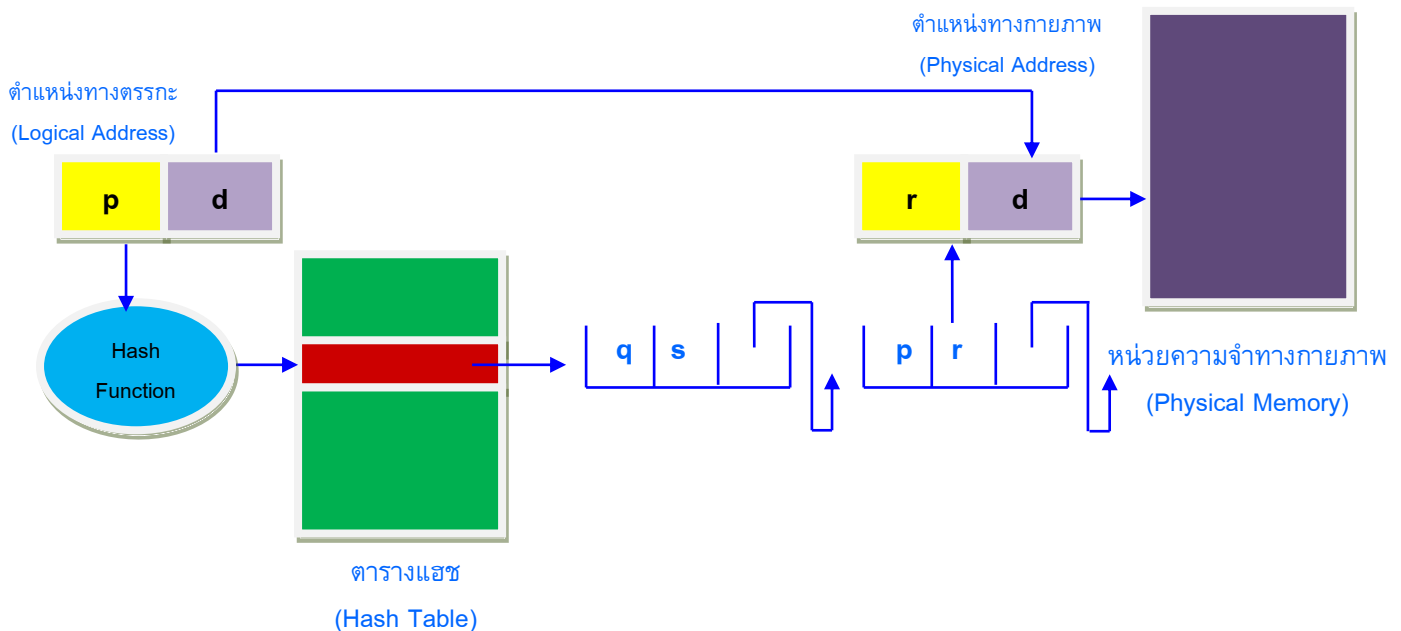 ตำแหน่งทางกายภาพ
(Physical Address)
ตำแหน่งทางตรรกะ
(Logical Address)
p d
r d
Hash
Function
q s
p r
หน่วยความจำทางกายภาพ
(Physical Memory)
ตารางแฮช
(Hash Table)